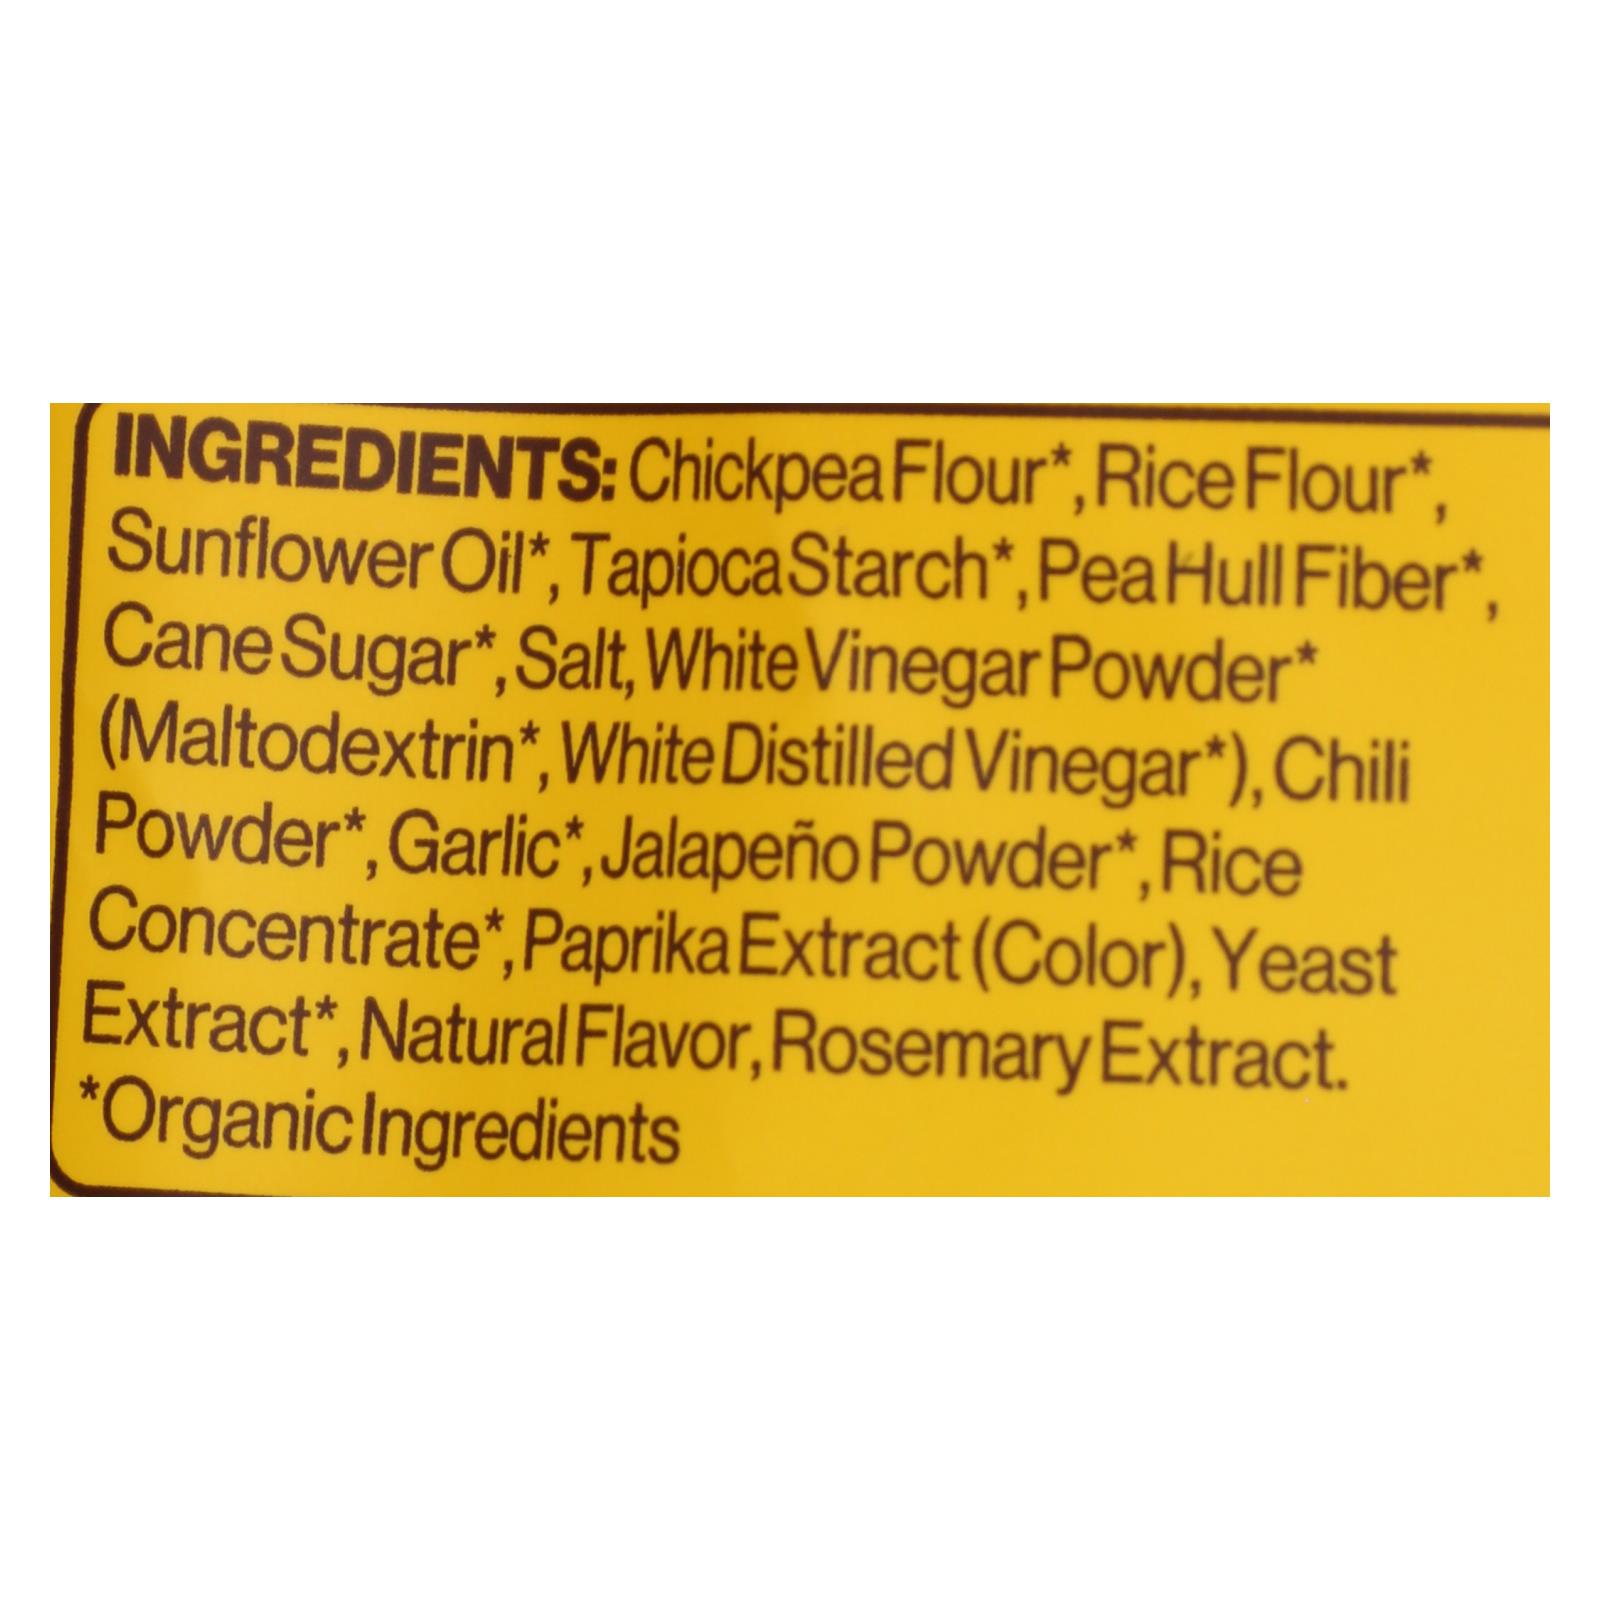 INGREDIENTS: Chickpea Flour*, Rice Flour*,
Sunflower Oil*, Tapioca Starch*, Pea Hull Fiber*,
Cane Sugar*, Salt, White Vinegar Powder*
(Maltodextrin*, White Distilled Vinegar*), Chili
Powder*, Garlic*, Jalapeño Powder*, Rice
Concentrate*, Paprika Extract (Color), Yeast
Extract*, Natural Flavor, Rosemary Extract.
*Organic Ingredients